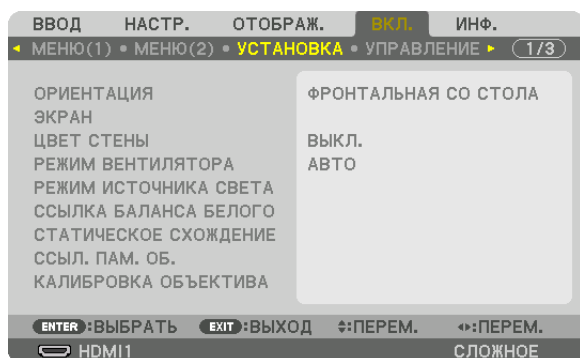 ВВОД НАСТР. ОТОБРАЖ. ВКЛ. ИНФ.
МЕНЮ(1) • МЕНЮ(2) • УСТАНОВКА • УПРАВЛЕНИЕ 1/3
ОРИЕНТАЦИЯ ФРОНТАЛЬНАЯ СО СТОЛА
ЭКРАН
ЦВЕТ СТЕНЫ ВЫКЛ.
РЕЖИМ ВЕНТИЛЯТОРА АВТО
РЕЖИМ ИСТОЧНИКА СВЕТА
ССЫЛКА БАЛАНСА БЕЛОГО
СТАТИЧЕСКОЕ СХОЖДЕНИЕ
ССЫЛ. ПАМ. ОБ.
КАЛИБРОВКА ОБЪЕКТИВА
ENTER:ВЫБРАТЬ EXIT:ВЫХОД :ПЕРЕМ. :ПЕРЕМ.
HDMI1 СЛОЖНОЕ